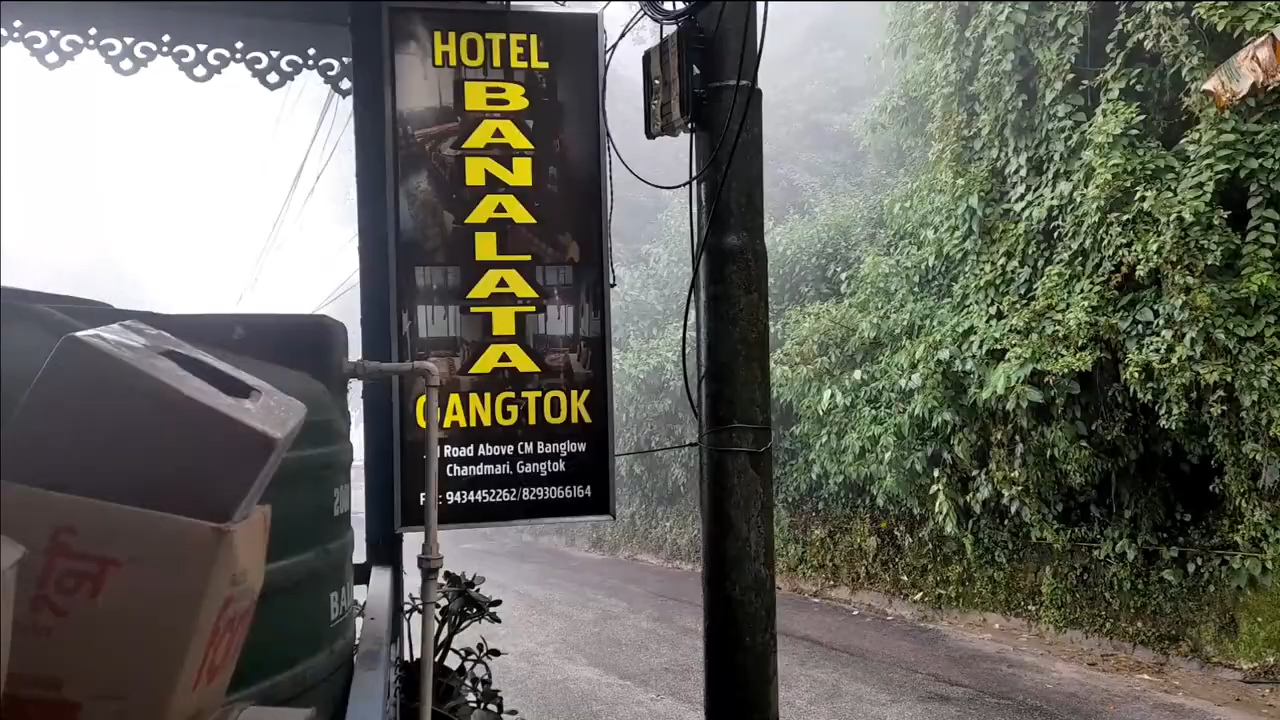 HOTEL
BANALATA
GANGTOK
Road Above CM Banglow
Chandmari, Gangtok
9434452262/8293066164